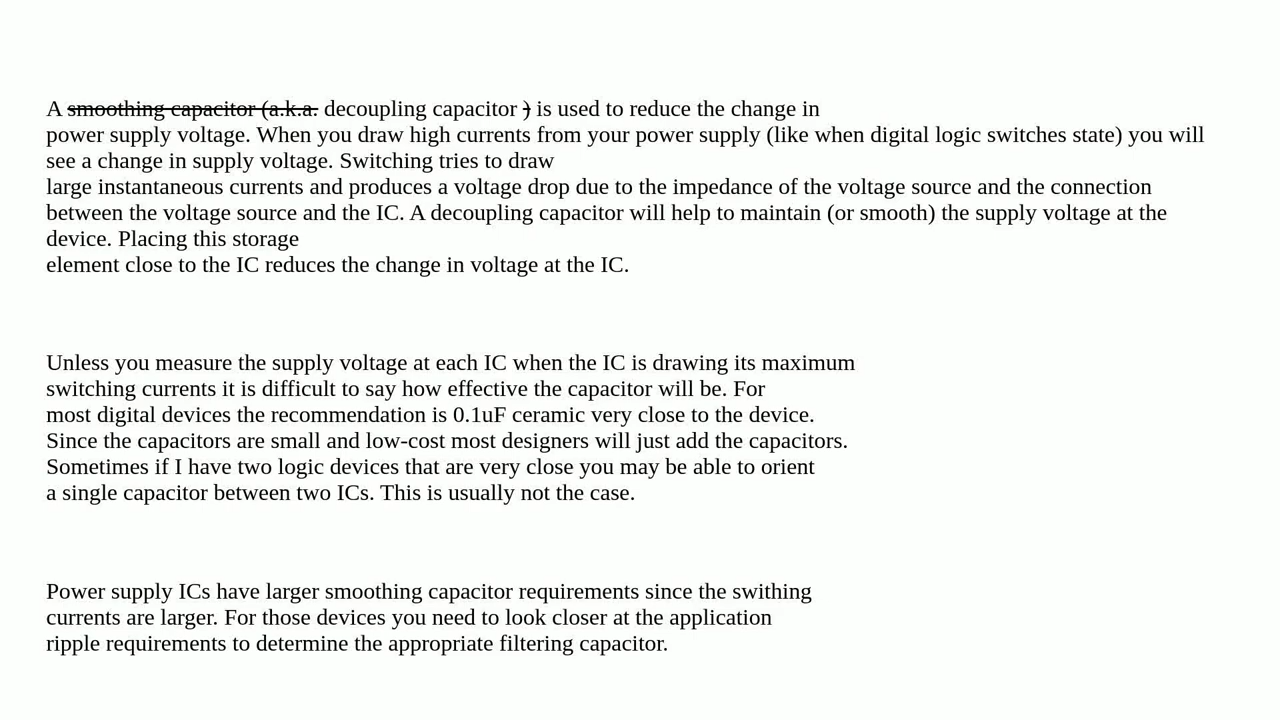 A smoothing capacitor (a.k.a. decoupling capacitor ) is used to reduce the change in
power supply voltage. When you draw high currents from your power supply (like when digital logic switches state) you will
see a change in supply voltage. Switching tries to draw
large instantaneous currents and produces a voltage drop due to the impedance of the voltage source and the connection
between the voltage source and the IC. A decoupling capacitor will help to maintain (or smooth) the supply voltage at the
device. Placing this storage
element close to the IC reduces the change in voltage at the IC.
Unless you measure the supply voltage at each IC when the IC is drawing its maximum
switching currents it is difficult to say how effective the capacitor will be. For
most digital devices the recommendation is 0.1uF ceramic very close to the device.
Since the capacitors are small and low-cost most designers will just add the capacitors.
Sometimes if I have two logic devices that are very close you may be able to orient
a single capacitor between two ICs. This is usually not the case.
Power supply ICs have larger smoothing capacitor requirements since the swithing
currents are larger. For those devices you need to look closer at the application
ripple requirements to determine the appropriate filtering capacitor.